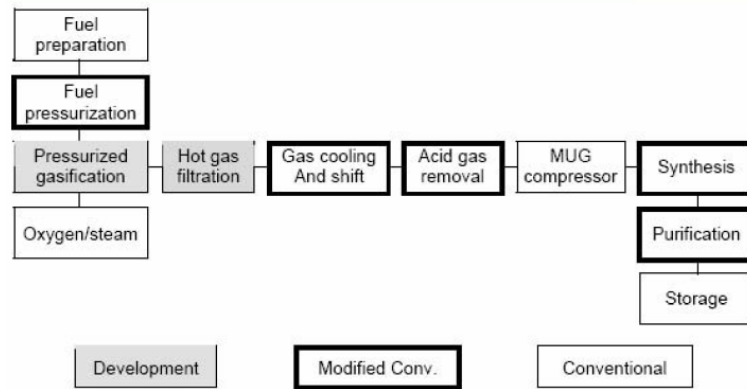 Fuel
preparation
Fuel
pressurization
Pressurized
gasification
Hot gas
filtration
Gas cooling
And shift
Acid gas
removal
MUG
compressor
Synthesis
Oxygen/steam
Purification
Storage
Development
Modified Conv.
Conventional